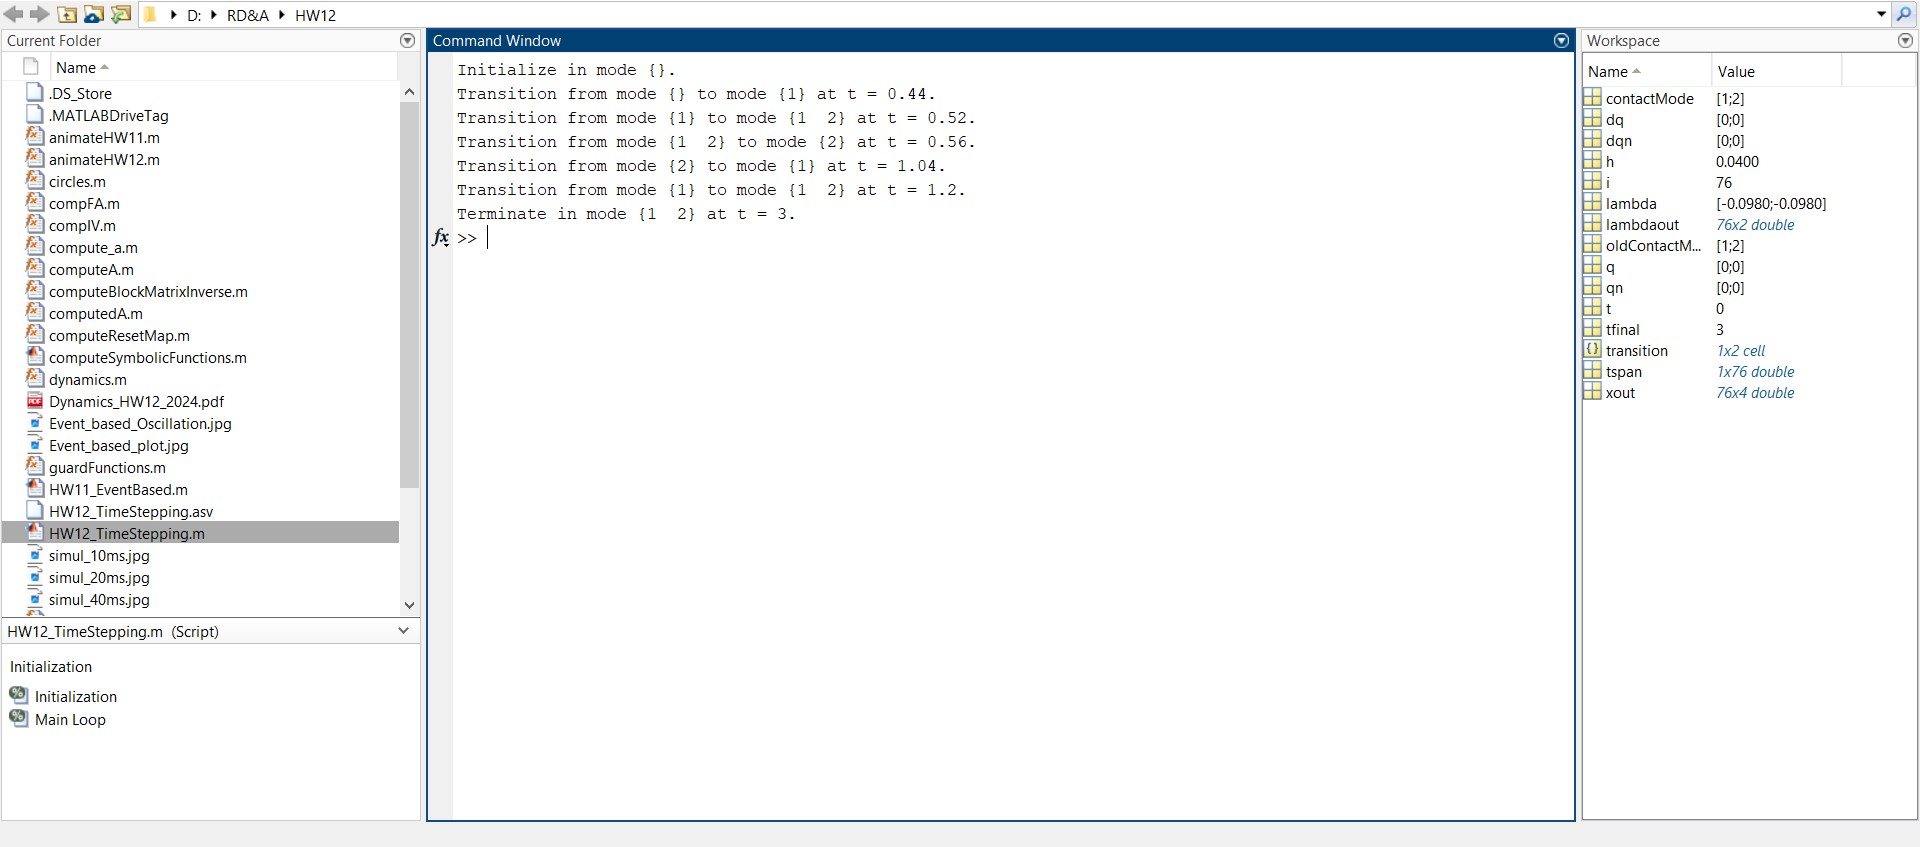 D: RD&A HW12
Current Folder
Name
.DS_Store
.MATLABDriveTag
animateHW11.m
animateHW12.m
circles.m
compFA.m
compIV.m
compute_a.m
computeA.m
computeBlockMatrixInverse.m
computedA.m
computeResetMap.m
computeSymbolicFunctions.m
dynamics.m
Dynamics_HW12_2024.pdf
Event_based_Oscillation.jpg
Event_based_plot.jpg
guardFunctions.m
HW11_EventBased.m
HW12_TimeStepping.asv
HW12_TimeStepping.m
simul_10ms.jpg
simul_20ms.jpg
simul_40ms.jpg
HW12_TimeStepping.m (Script)
Initialization
Initialization
Main Loop
Command Window
Initialize in mode {}.
Transition from mode {} to mode {1} at t = 0.44.
Transition from mode {1} to mode {1  2} at t = 0.52.
Transition from mode {1  2} to mode {2} at t = 0.56.
Transition from mode {2} to mode {1} at t = 1.04.
Transition from mode {1} to mode {1  2} at t = 1.2.
Terminate in mode {1  2} at t = 3.
fx >>
Workspace
Name Value
contactMode [1;2]
dq [0;0]
dqn [0;0]
h 0.0400
i 76
lambda [-0.0980;-0.0980]
lambdaout 76x2 double
oldContactM... [1;2]
q [0;0]
qn [0;0]
t 0
tfinal 3
transition 1x2 cell
tspan 1x76 double
xout 76x4 double